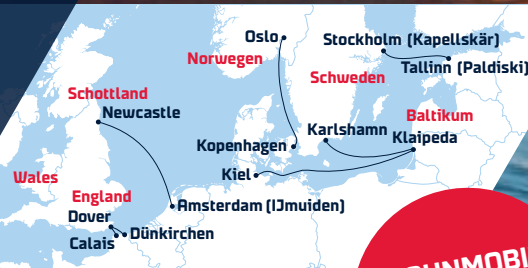 Oslo
Stockholm (Kapellskär)
Norwegen
Tallinn (Paldiski)
Schweden
Schottland
Newcastle
Baltikum
Karlshamn
Klaipeda
Kopenhagen
Kiel
Wales
England
Amsterdam (IJmuiden)
Dover
Dünkirchen
Calais